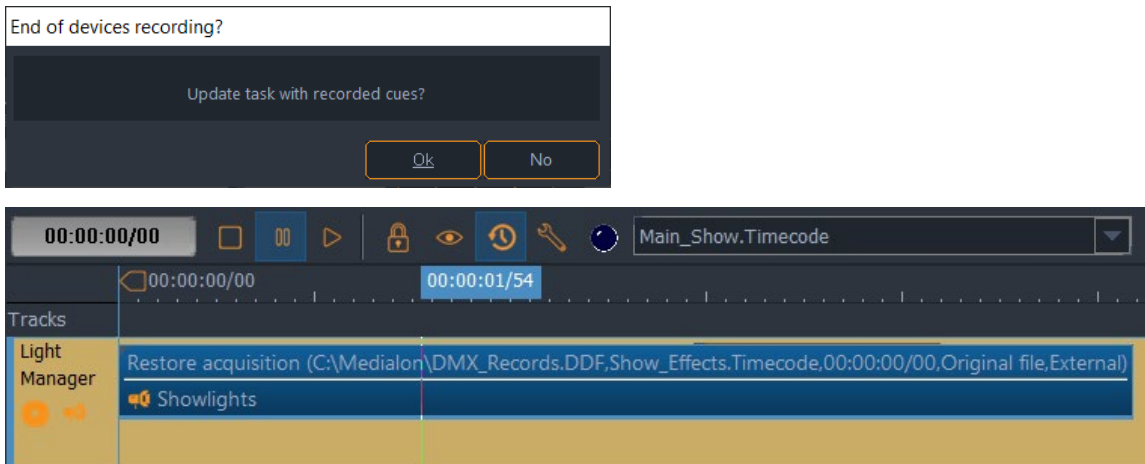 End of devices recording?
Update task with recorded cues?
Ok No
00:00:00/00 Main_Show.Timecode
00:00:00/00 00:00:01/54
Tracks
Light
Manager
Restore acquisition (C:\Medialon\DMX_Records.DDF,Show_Effects.Timecode,00:00:00/00,Original file,External)
Showlights